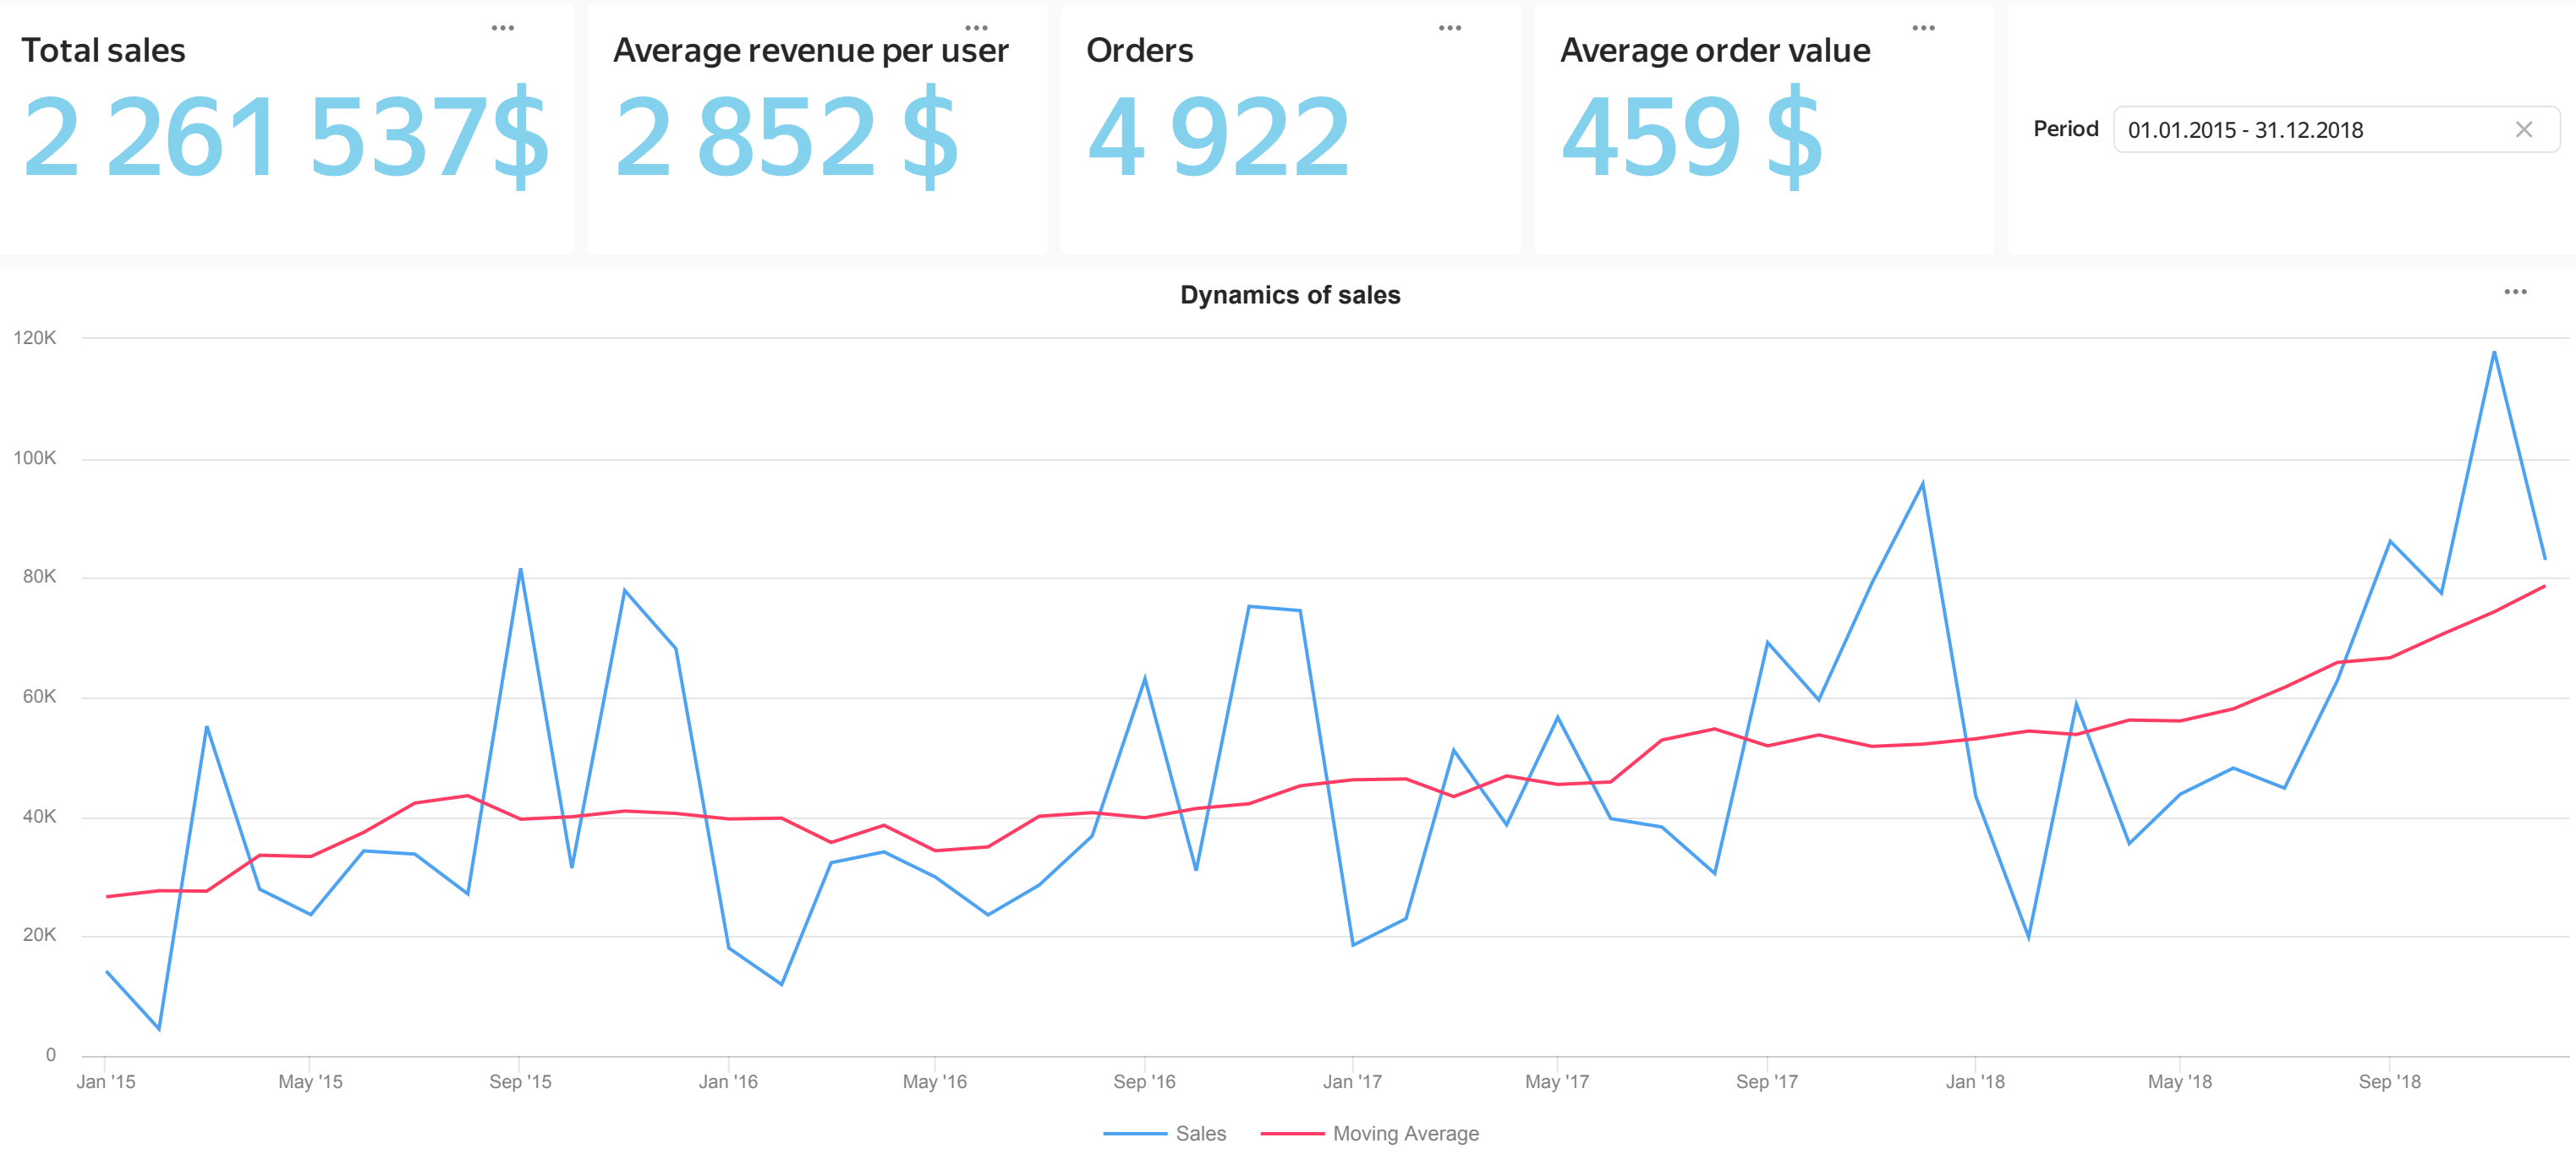 Total sales
2 261 537$
Average revenue per user
2 852 $
Orders
4 922
Average order value
459 $
Period 01.01.2015 - 31.12.2018
Dynamics of sales
120K
100K
80K
60K
40K
20K
0
Jan '15 May '15 Sep '15 Jan '16 May '16 Sep '16 Jan '17 May '17 Sep '17 Jan '18 May '18 Sep '18
Sales Moving Average